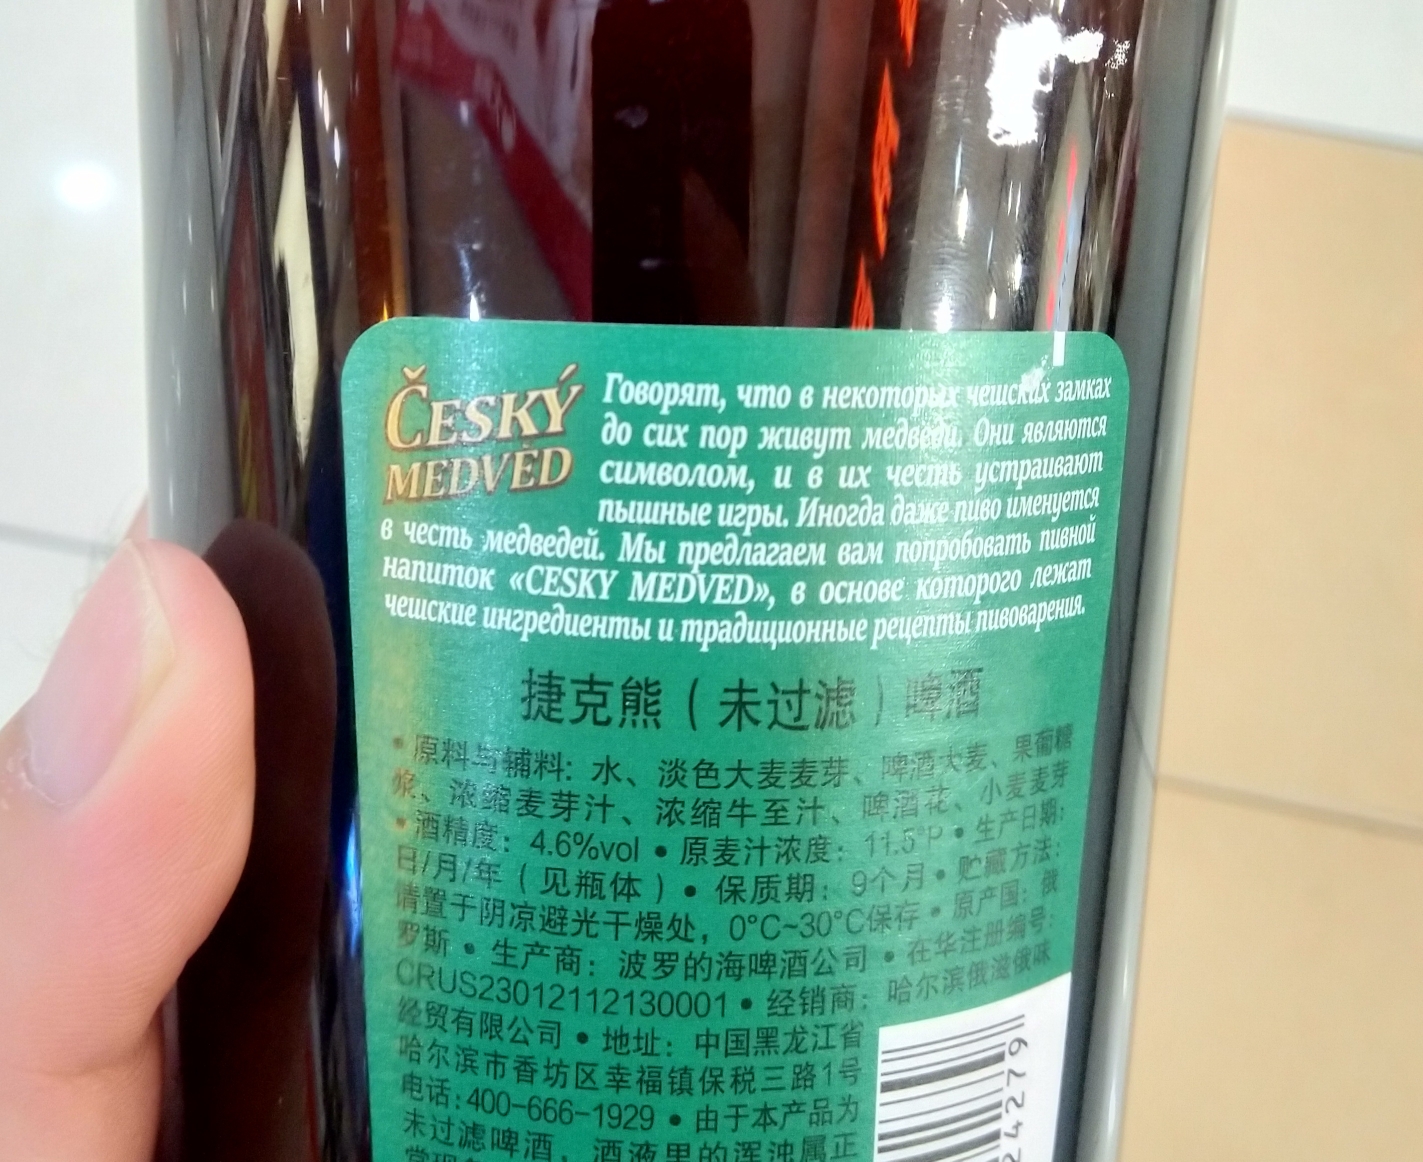 ČESKÝ
MEDVĚD
Говорят, что в некоторых чешских замках
до сих пор живут медведи. Они являются
символом, и в их честь устраивают
пышные игры. Иногда даже пиво именуется
в честь медведей. Мы предлагаем вам попробовать пивной
напиток «CESKY MEDVED», в основе которого лежат
чешские ингредиенты и традиционные рецепты пивоварения.
捷克熊（未过滤）啤酒
• 原料与辅料：水、淡色大麦麦芽、啤酒大麦、果葡糖
浆、浓缩麦芽汁、浓缩牛至汁、啤酒花、小麦麦芽
• 酒精度：4.6%vol • 原麦汁浓度：11.5°P • 生产日期：
日/月/年（见瓶体）• 保质期：9个月 • 贮藏方法：
请置于阴凉避光干燥处，0°C~30°C保存 • 原产国：俄
罗斯 • 生产商：波罗的海啤酒公司 • 在华注册编号：
CRUS23012112130001 • 经销商：哈尔滨俄滋俄味
经贸有限公司 • 地址：中国黑龙江省
哈尔滨市香坊区幸福镇保税三路1号
电话:400-666-1929 • 由于本产品为
未过滤啤酒，酒液里的浑浊属正
24279